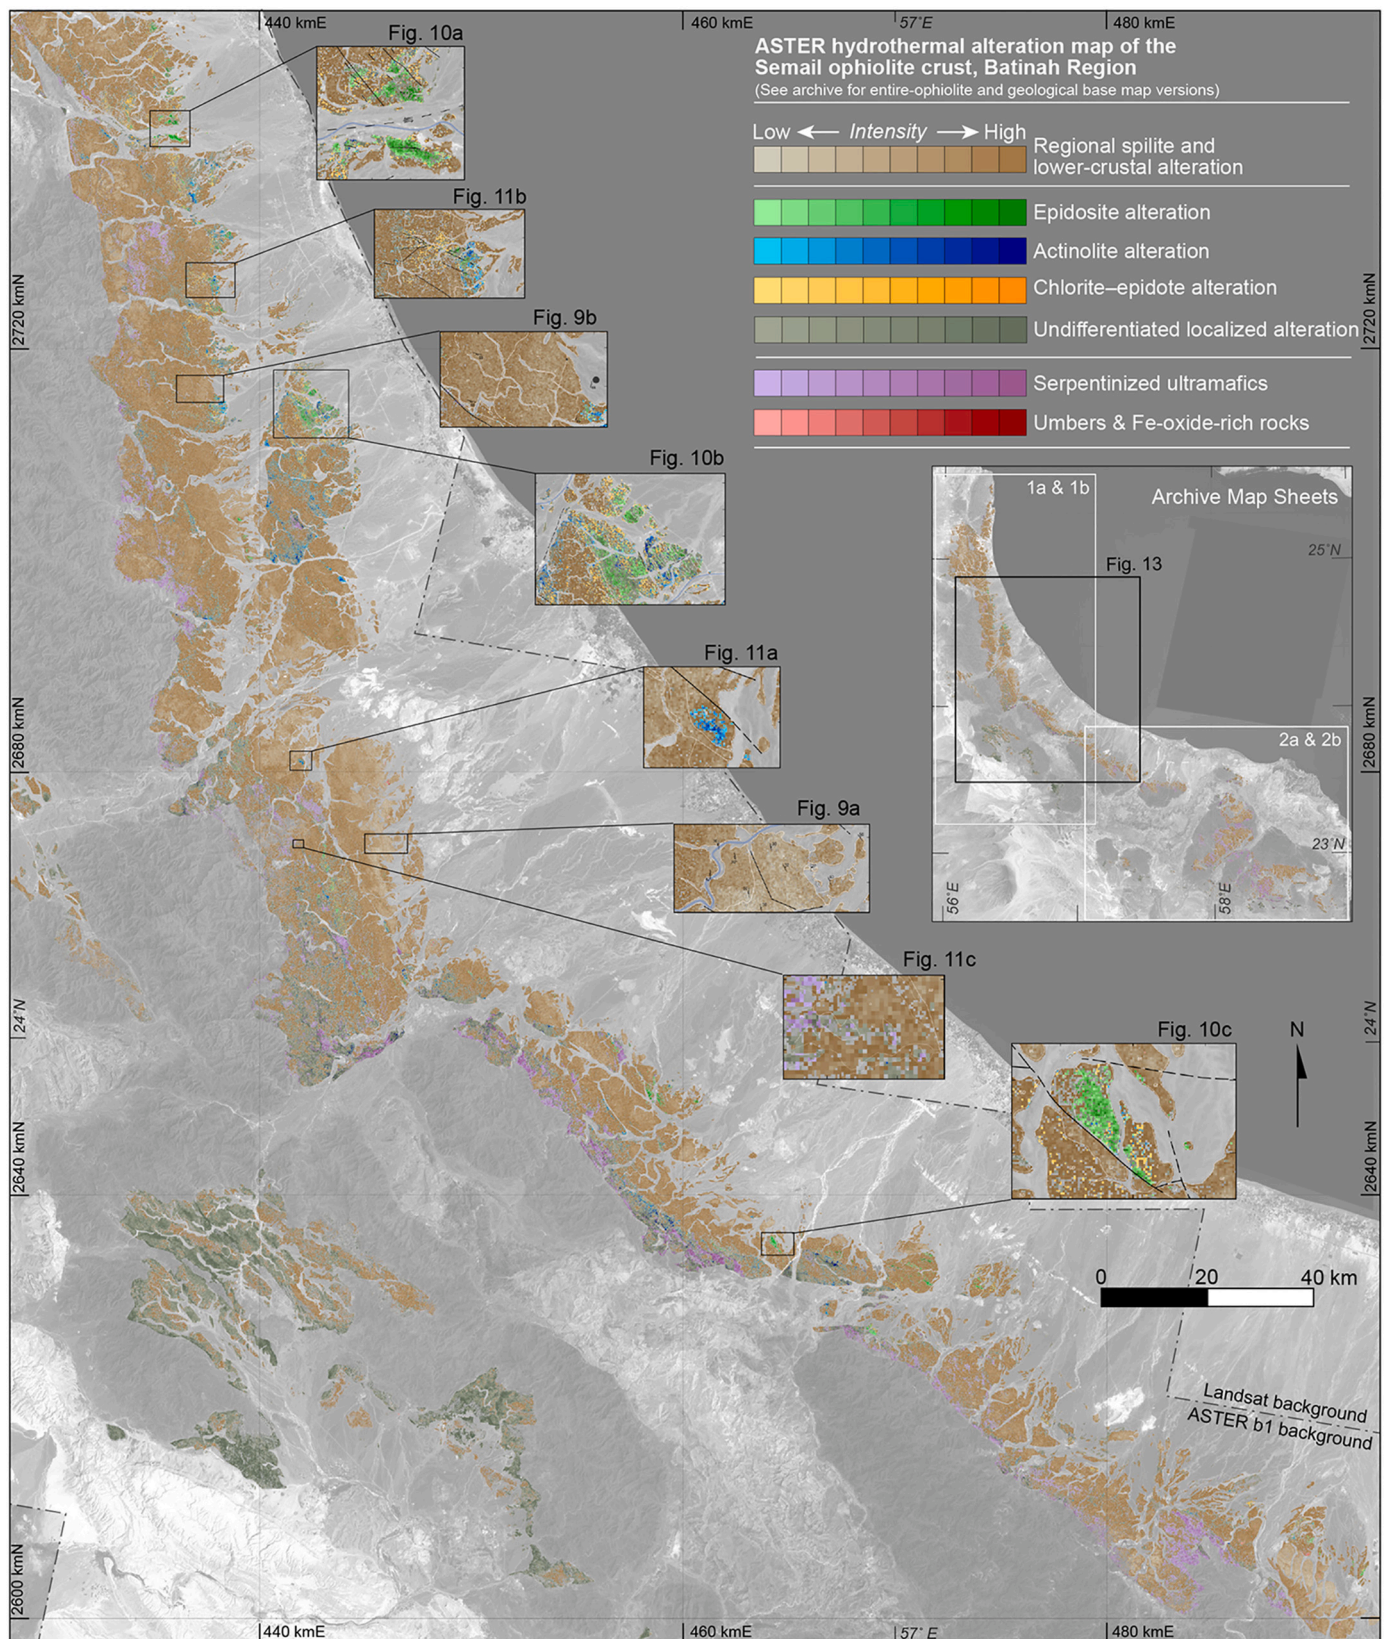 440 kmE
460 kmE
57°E
480 kmE
Fig. 10a
ASTER hydrothermal alteration map of the
Semail ophiolite crust, Batinah Region
(See archive for entire-ophiolite and geological base map versions)
Low
Intensity
High
Regional spilite and
lower-crustal alteration
Epidosite alteration
Actinolite alteration
Chlorite–epidote alteration
Undifferentiated localized alteration
Serpentinized ultramafics
Umbers & Fe-oxide-rich rocks
Fig. 11b
2720 kmN
2720 kmN
Fig. 9b
Fig. 10b
1a & 1b
Archive Map Sheets
25°N
Fig. 13
Fig. 11a
2680 kmN
2680 kmN
2a & 2b
Fig. 9a
23°N
56°E
58°E
Fig. 11c
24°N
24°N
Fig. 10c
N
2640 kmN
2640 kmN
0 20 40 km
Landsat background
ASTER b1 background
2600 kmN
440 kmE
460 kmE
57° E
480 kmE